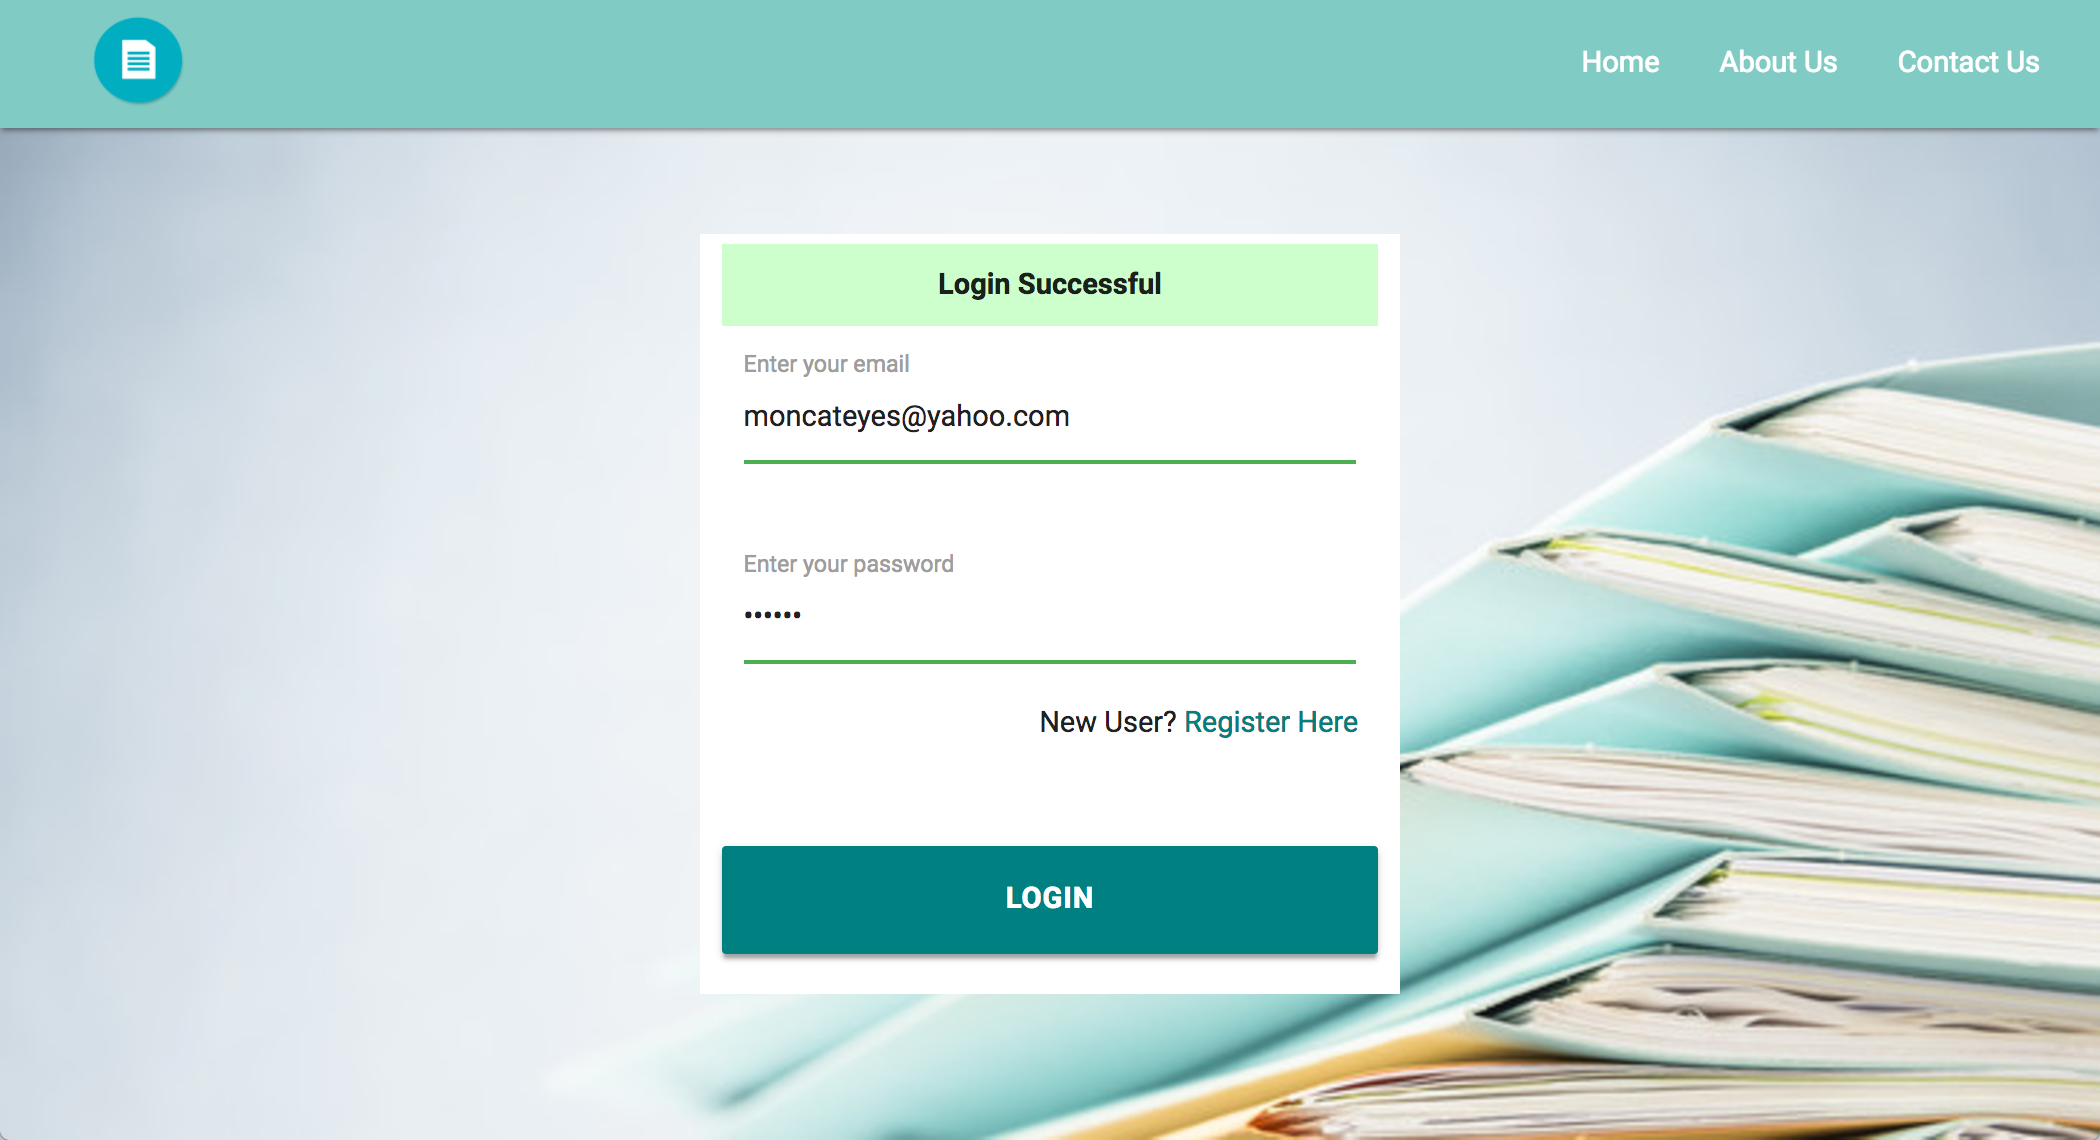 Home About Us Contact Us
Login Successful
Enter your email
moncateyes@yahoo.com
Enter your password
••••••
New User? Register Here
LOGIN